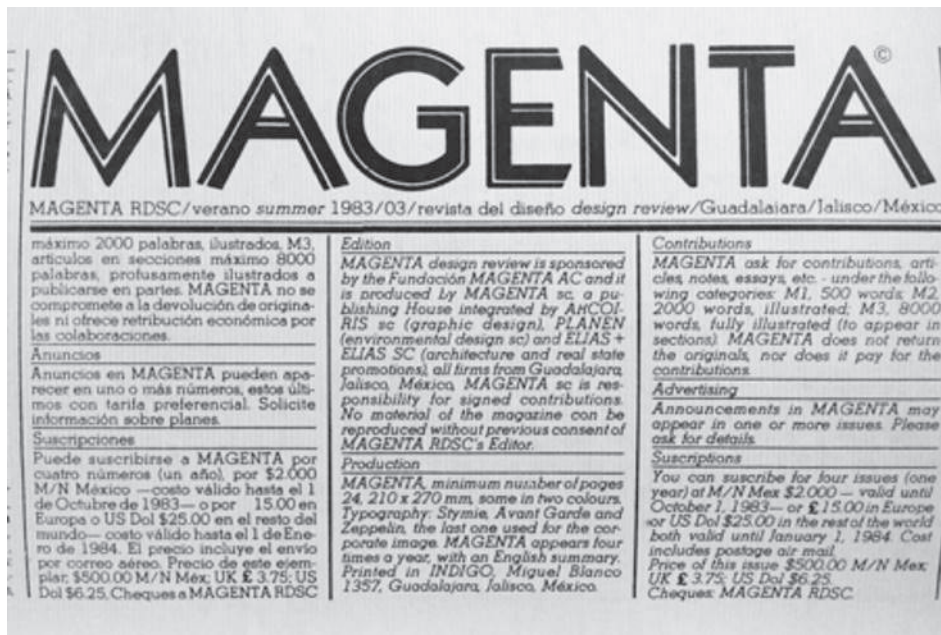 MAGENTA©
MAGENTA RDSC/verano summer 1983/03/revista del diseño design review/Guadalajara/Jalisco/México
máximo 2000 palabras, ilustrados, M3,
artículos en secciones máximo 8000
palabras, profusamente ilustrados a
publicarse en partes. MAGENTA no se
compromete a la devolución de origina-
les ni ofrece retribución económica por
las colaboraciones.
Anuncios
Anuncios en MAGENTA pueden apa-
recer en uno o más números, estos últi-
mos con tarifa preferencial. Solicite
información sobre planes.
Suscripciones
Puede suscribirse a MAGENTA por
cuatro números (un año), por $2.000
M/N México —costo válido hasta el 1
de Octubre de 1983— o por 15.00 en
Europa o US Dol $25.00 en el resto del
mundo— costo válido hasta el 1 de Ene-
ro de 1984. El precio incluye el envío
por correo aéreo. Precio de este ejem-
plar, $500.00 M/N Méx; UK £ 3.75; US
Dol $6.25. Cheques a MAGENTA RDSC
Edition
MAGENTA design review is sponsored
by the Fundación MAGENTA AC and it
is produced by MAGENTA sc, a pu-
blishing House integrated by ARCOI-
RIS sc (graphic design), PLANEN
(environmental design sc) and ELIAS +
ELIAS SC (architecture and real state
promotions), all firms from Guadalajara,
Jalisco, México. MAGENTA sc is res-
ponsibility for signed contributions.
No material of the magazine can be
reproduced without previous consent of
MAGENTA RDSC's Editor.
Production
MAGENTA, minimum number of pages
24, 210 x 270 mm, some in two colours.
Typography: Stymie, Avant Garde and
Zeppelin, the last one used for the cor-
porate image. MAGENTA appears four
times a year, with an English summary.
Printed in INDIGO, Miguel Blanco
1357, Guadalajara, Jalisco, México.
Contributions
MAGENTA ask for contributions, arti-
cles, notes, essays, etc. - under the follo-
wing categories: M1, 500 words; M2,
2000 words, illustrated; M3, 8000
words, fully illustrated (to appear in
sections). MAGENTA does not return
the originals, nor does it pay for the
contributions.
Advertising
Announcements in MAGENTA may
appear in one or more issues. Please
ask for details.
Suscriptions
You can suscribe for four issues (one
year) at M/N Mex $2.000 — valid until
October 1, 1983— or £ 15.00 in Europe
or US Dol $25.00 in the rest of the world
both valid until January 1, 1984. Cost
includes postage air mail.
Price of this issue $500.00 M/N Mex;
UK £ 3.75; US Dol $6.25.
Cheques: MAGENTA RDSC.